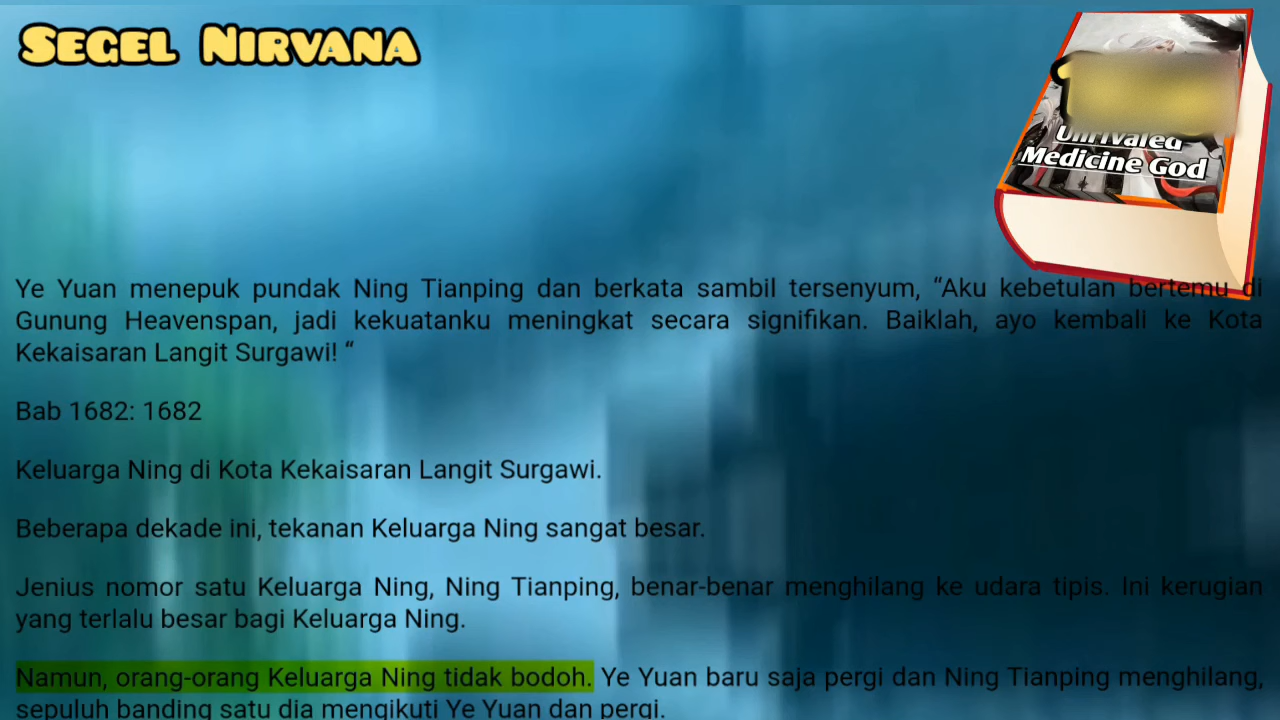 SEGEL NIRVANA
Unrivaled
Medicine God
Ye Yuan menepuk pundak Ning Tianping dan berkata sambil tersenyum, “Aku kebetulan bertemu di
Gunung Heavenspan, jadi kekuatanku meningkat secara signifikan. Baiklah, ayo kembali ke Kota
Kekaisaran Langit Surgawi! “
Bab 1682: 1682
Keluarga Ning di Kota Kekaisaran Langit Surgawi.
Beberapa dekade ini, tekanan Keluarga Ning sangat besar.
Jenius nomor satu Keluarga Ning, Ning Tianping, benar-benar menghilang ke udara tipis. Ini kerugian
yang terlalu besar bagi Keluarga Ning.
Namun, orang-orang Keluarga Ning tidak bodoh. Ye Yuan baru saja pergi dan Ning Tianping menghilang,
sepuluh banding satu dia mengikuti Ye Yuan dan pergi.